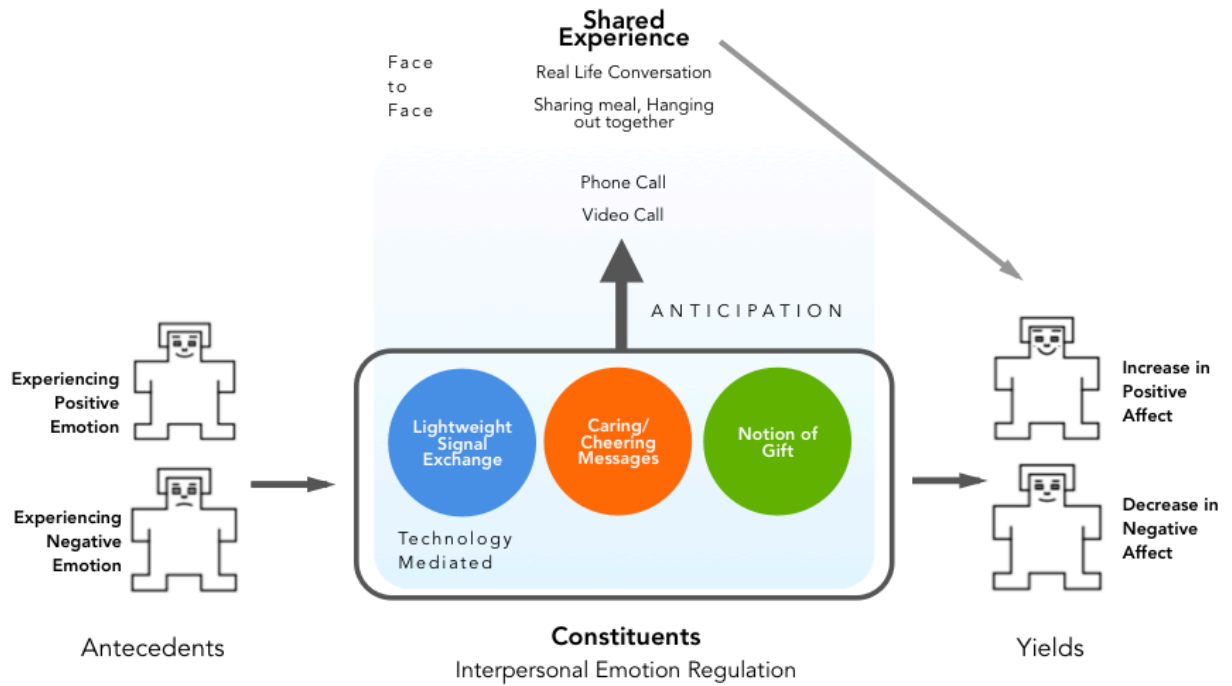 Shared
Experience
Face
to
Face
Real Life Conversation
Sharing meal, Hanging
out together
Phone Call
Video Call
ANTICIPATION
Experiencing
Positive
Emotion
Experiencing
Negative
Emotion
Lightweight
Signal
Exchange
Caring/
Cheering
Messages
Notion of
Gift
Technology
Mediated
Increase in
Positive
Affect
Decrease in
Negative
Affect
Antecedents
Constituents
Interpersonal Emotion Regulation
Yields